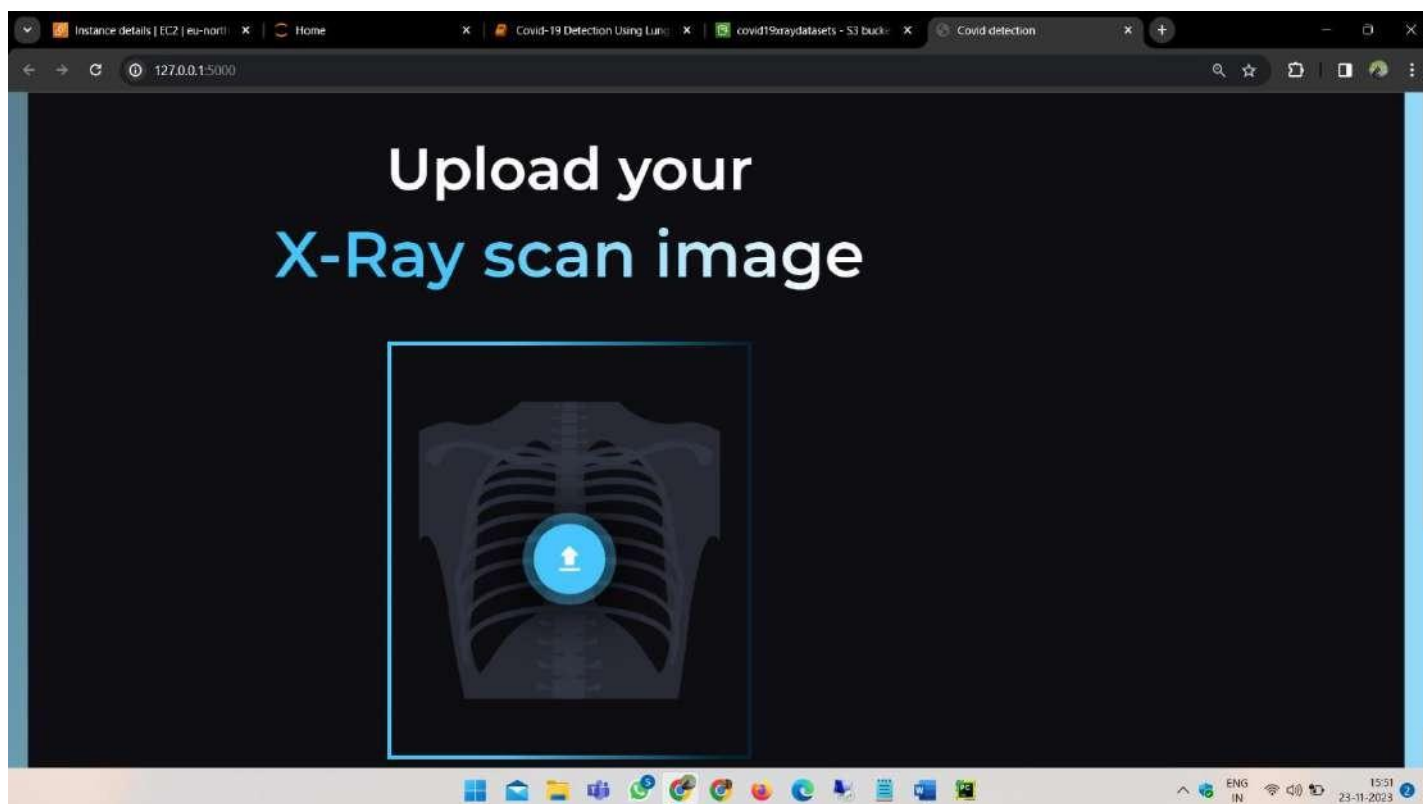 Instance details | EC2 | eu-north
Home
Covid-19 Detection Using Lung
covid19xraydatasets - S3 bucke
Covid detection
127.0.0.1:5000
Upload your
X-Ray scan image
ENG
IN
15:51
23-11-2023